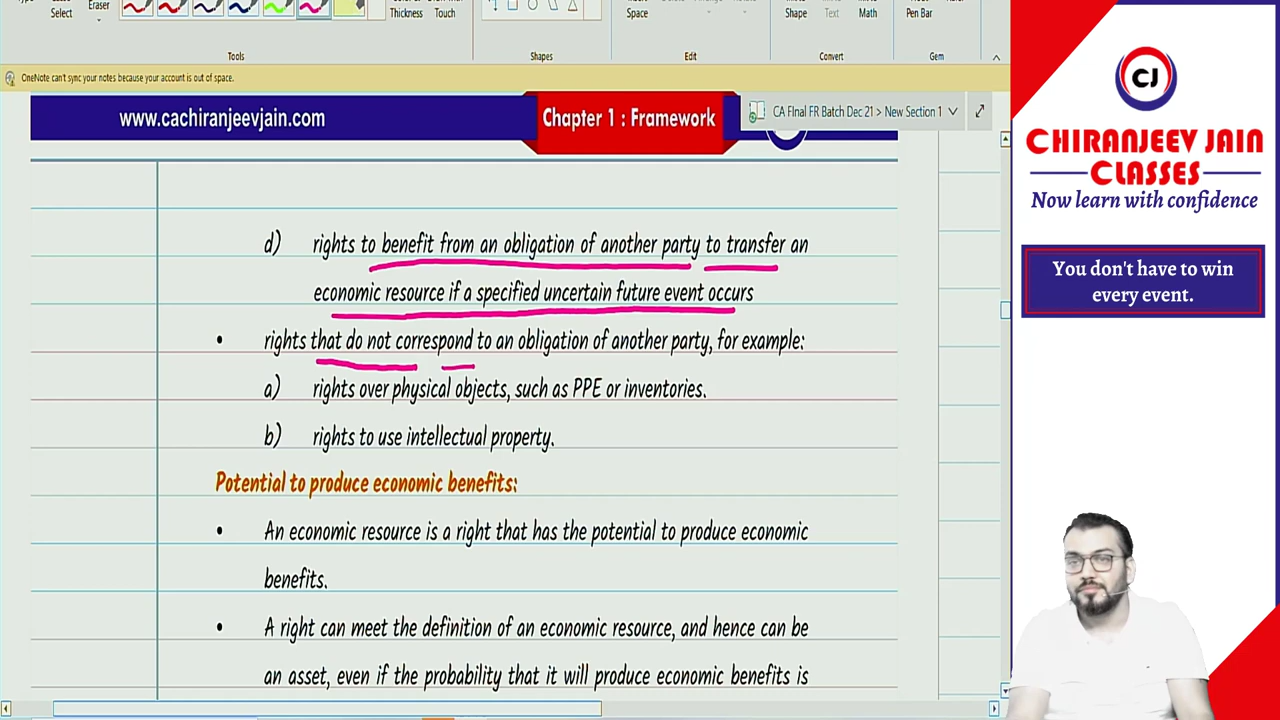 Select
Eraser
Thickness
Touch
Space
Shape
Text
Math
Pen Bar
Tools
Shapes
Edit
Convert
Gem
OneNote can't sync your notes because your account is out of space.
www.cachiranjeevjain.com
Chapter 1 : Framework
CA FInal FR Batch Dec 21 > New Section 1
d) rights to benefit from an obligation of another party to transfer an
economic resource if a specified uncertain future event occurs
• rights that do not correspond to an obligation of another party, for example:
a) rights over physical objects, such as PPE or inventories.
b) rights to use intellectual property.
Potential to produce economic benefits:
• An economic resource is a right that has the potential to produce economic
benefits.
• A right can meet the definition of an economic resource, and hence can be
an asset, even if the probability that it will produce economic benefits is
CJ
CHIRANJEEV JAIN
CLASSES
Now learn with confidence
You don't have to win
every event.